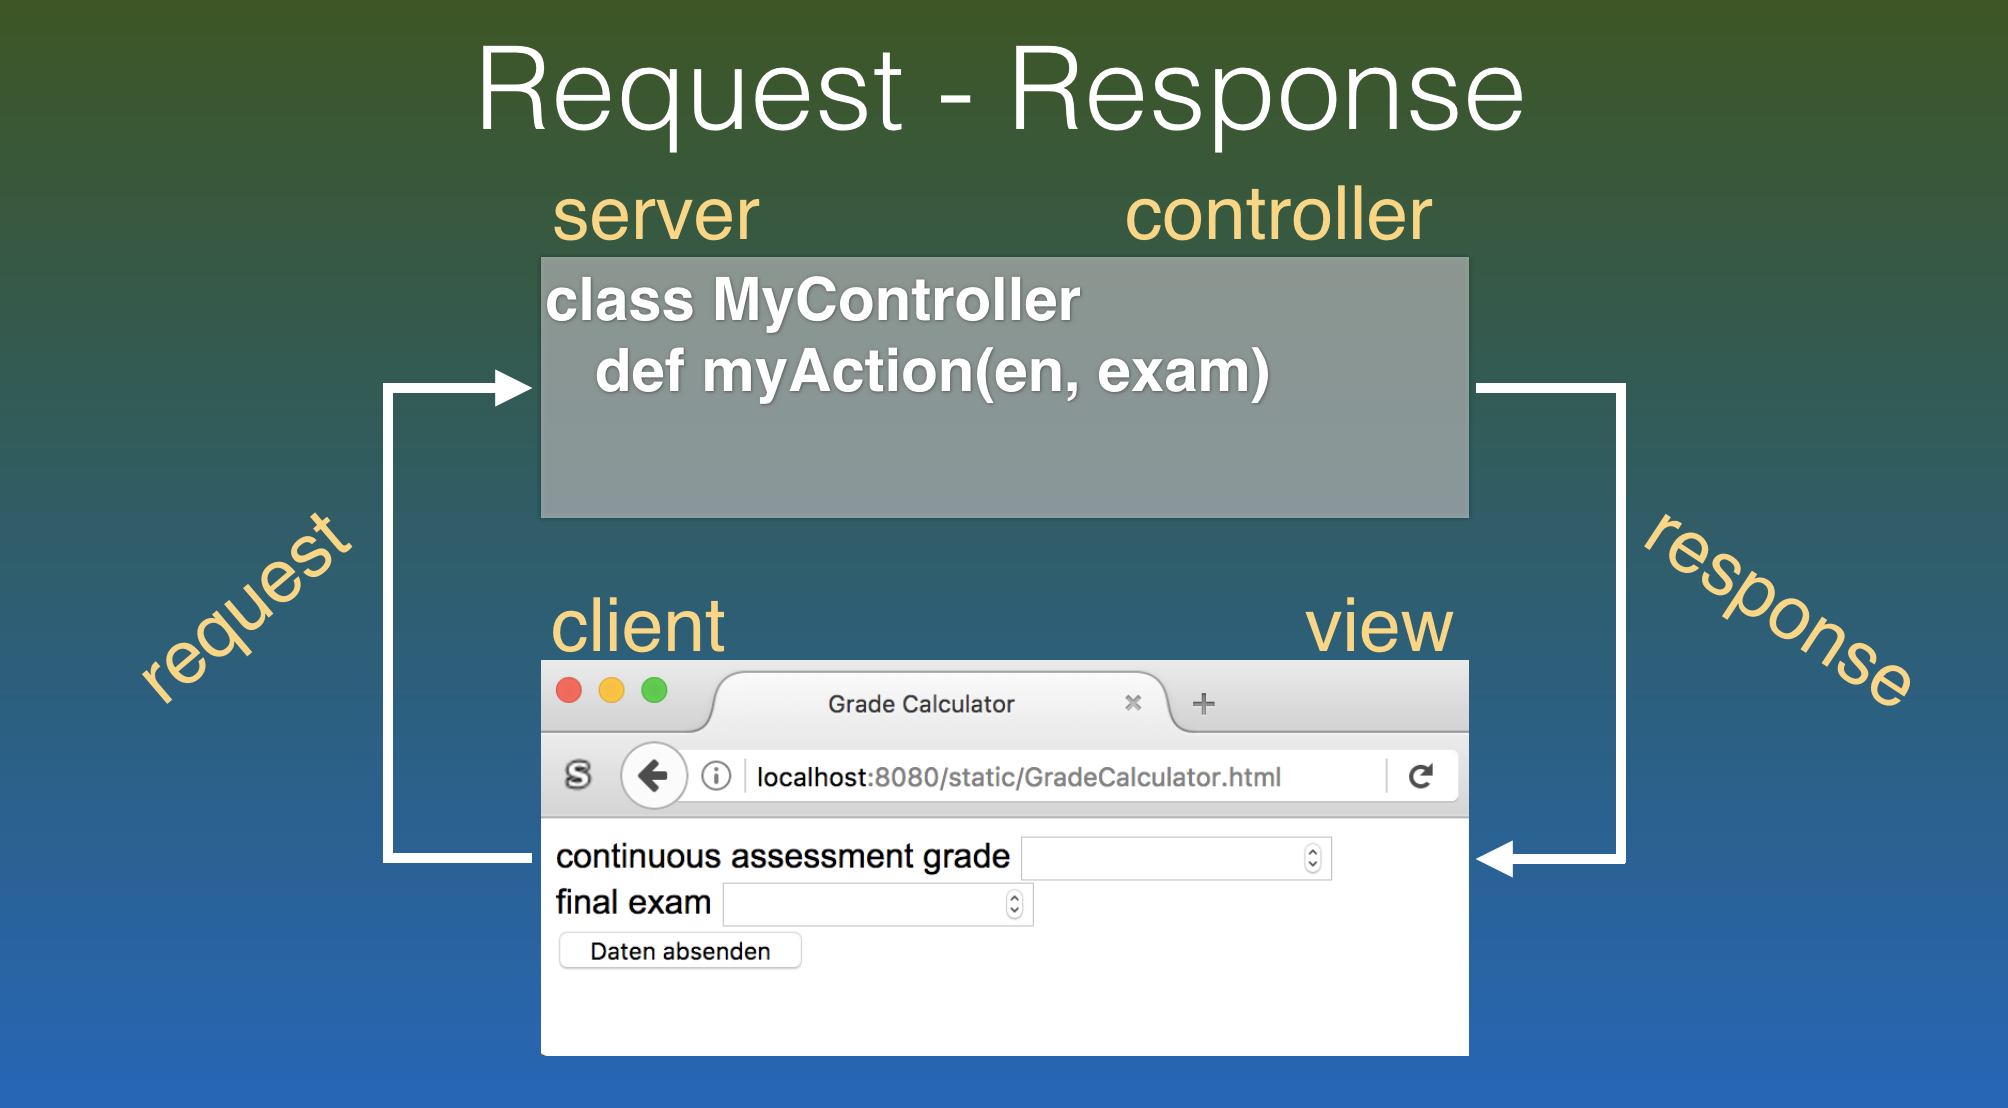 Request - Response
server controller
class MyController
def myAction(en, exam)
request
response
client view
Grade Calculator
S
localhost:8080/static/GradeCalculator.html
continuous assessment grade
final exam
Daten absenden